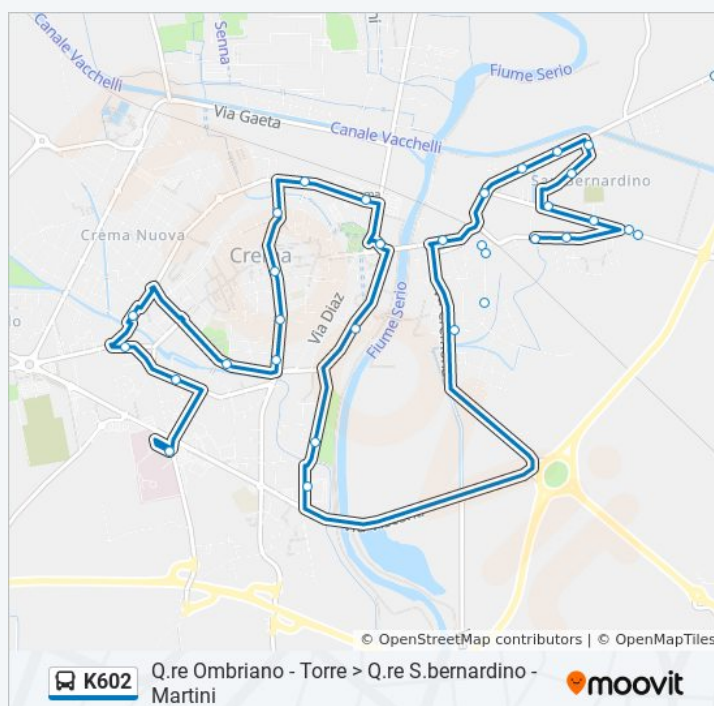 Canale Vacchelli
Senna
Fiume Serio
Via Gaeta
Canale Vacchelli
San Bernardino
Crema Nuova
Crema
Via Diaz
Fiume Serio
© OpenStreetMap contributors | © OpenMapTiles
K602
Q.re Ombriano - Torre > Q.re S.bernardino -
Martini
moovit